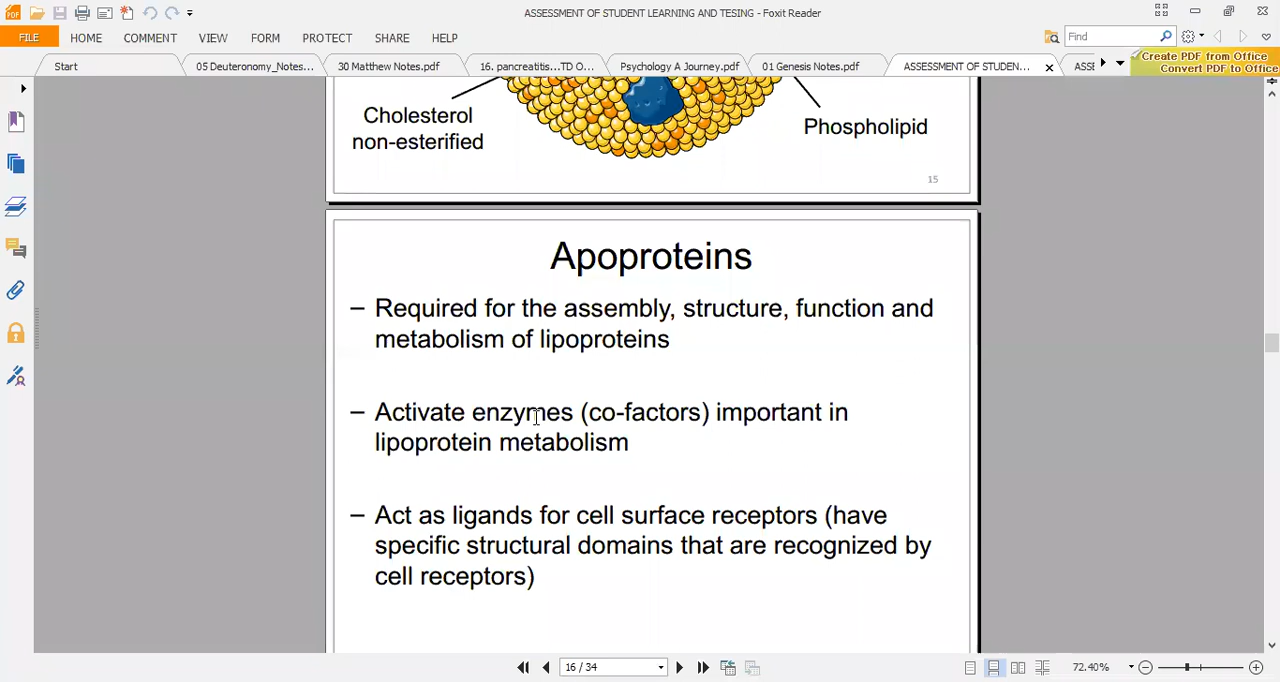 ASSESSMENT OF STUDENT LEARNING AND TESING - Foxit Reader
FILE HOME COMMENT VIEW FORM PROTECT SHARE HELP
Find
Start 05 Deuteronomy_Notes... 30 Matthew Notes.pdf 16. pancreatitis...TD O... Psychology A Journey.pdf 01 Genesis Notes.pdf ASSESSMENT OF STUDEN... ASSE
Create PDF from Office
Convert PDF to Office
Cholesterol
non-esterified
Phospholipid
15
Apoproteins
– Required for the assembly, structure, function and
metabolism of lipoproteins
– Activate enzymes (co-factors) important in
lipoprotein metabolism
– Act as ligands for cell surface receptors (have
specific structural domains that are recognized by
cell receptors)
16 / 34
72.40%